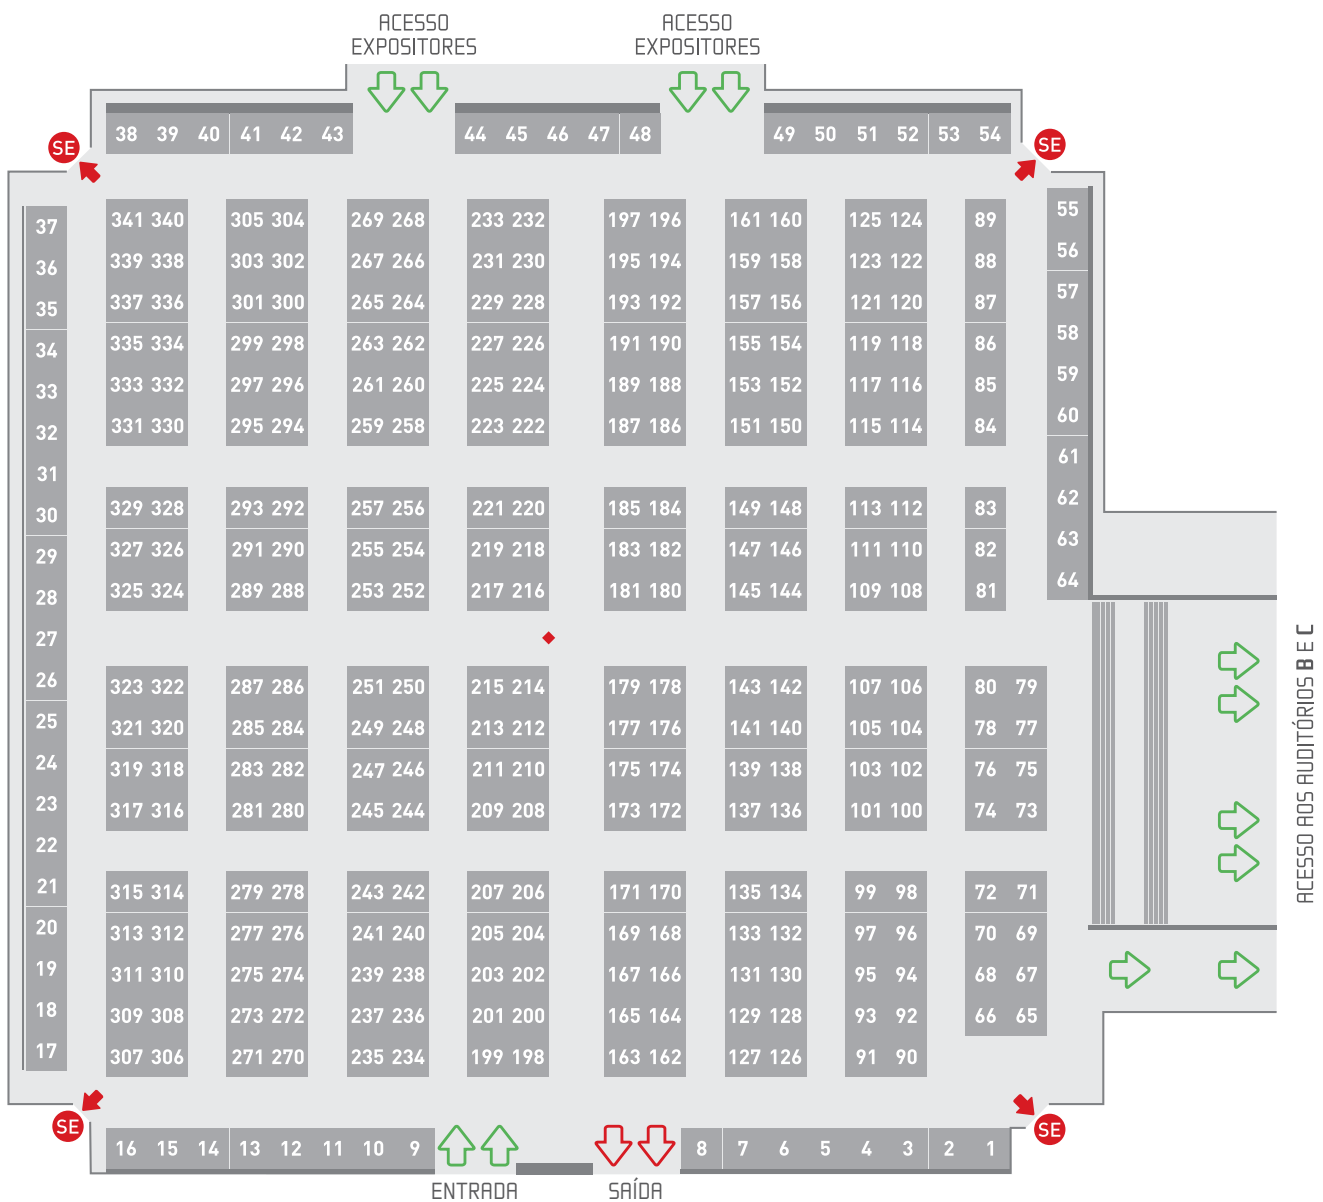 ACESSO EXPOSITORES
ACESSO EXPOSITORES
38 39 40 41 42 43
44 45 46 47 48
49 50 51 52 53 54
SE
SE
37
36
35
34
33
32
31
30
29
28
27
26
25
24
23
22
21
20
19
18
17
341 340 305 304 269 268 233 232 197 196 161 160 125 124 89
339 338 303 302 267 266 231 230 195 194 159 158 123 122 88
337 336 301 300 265 264 229 228 193 192 157 156 121 120 87
335 334 299 298 263 262 227 226 191 190 155 154 119 118 86
333 332 297 296 261 260 225 224 189 188 153 152 117 116 85
331 330 295 294 259 258 223 222 187 186 151 150 115 114 84
329 328 293 292 257 256 221 220 185 184 149 148 113 112 83
327 326 291 290 255 254 219 218 183 182 147 146 111 110 82
325 324 289 288 253 252 217 216 181 180 145 144 109 108 81
323 322 287 286 251 250 215 214 179 178 143 142 107 106 80 79
321 320 285 284 249 248 213 212 177 176 141 140 105 104 78 77
319 318 283 282 247 246 211 210 175 174 139 138 103 102 76 75
317 316 281 280 245 244 209 208 173 172 137 136 101 100 74 73
315 314 279 278 243 242 207 206 171 170 135 134 99 98 72 71
313 312 277 276 241 240 205 204 169 168 133 132 97 96 70 69
311 310 275 274 239 238 203 202 167 166 131 130 95 94 68 67
309 308 273 272 237 236 201 200 165 164 129 128 93 92 66 65
307 306 271 270 235 234 199 198 163 162 127 126 91 90
55
56
57
58
59
60
61
62
63
64
ACESSO AOS AUDITÓRIOS B E C
SE
SE
16 15 14 13 12 11 10 9
8 7 6 5 4 3 2 1
ENTRADA
SAÍDA